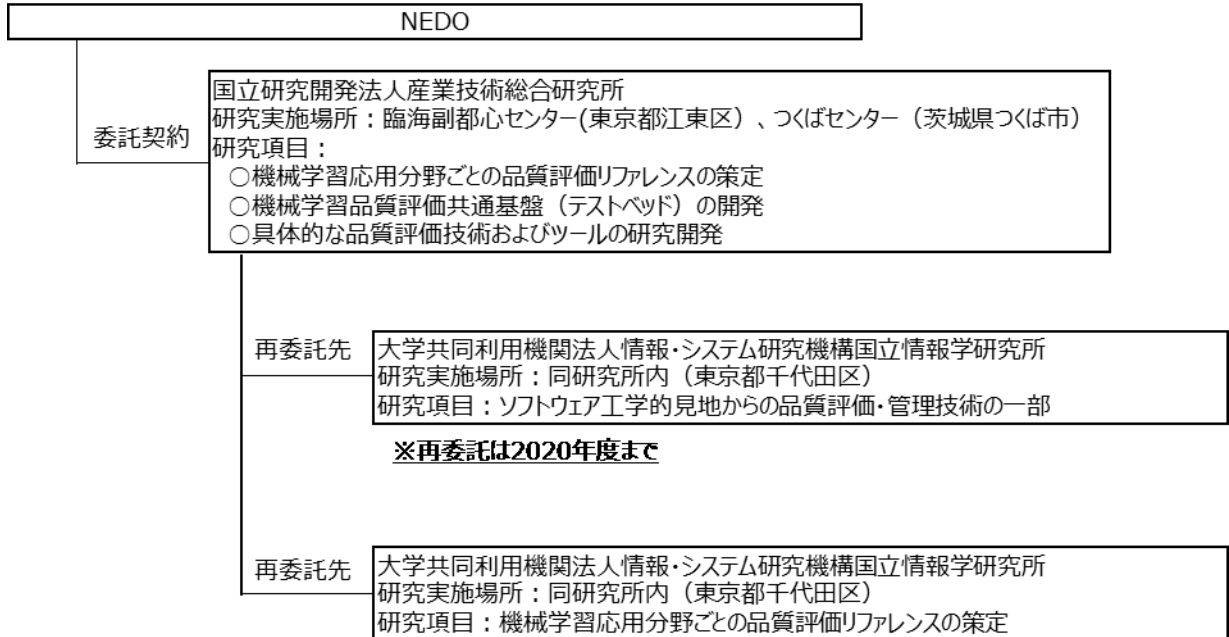 NEDO
委託契約
国立研究開発法人産業技術総合研究所
研究実施場所：臨海副都心センター(東京都江東区）、つくばセンター（茨城県つくば市）
研究項目：
○機械学習応用分野ごとの品質評価リファレンスの策定
○機械学習品質評価共通基盤（テストベッド）の開発
○具体的な品質評価技術およびツールの研究開発
再委託先
大学共同利用機関法人情報・システム研究機構国立情報学研究所
研究実施場所：同研究所内（東京都千代田区）
研究項目：ソフトウェア工学的見地からの品質評価・管理技術の一部
※再委託は2020年度まで
再委託先
大学共同利用機関法人情報・システム研究機構国立情報学研究所
研究実施場所：同研究所内（東京都千代田区）
研究項目：機械学習応用分野ごとの品質評価リファレンスの策定